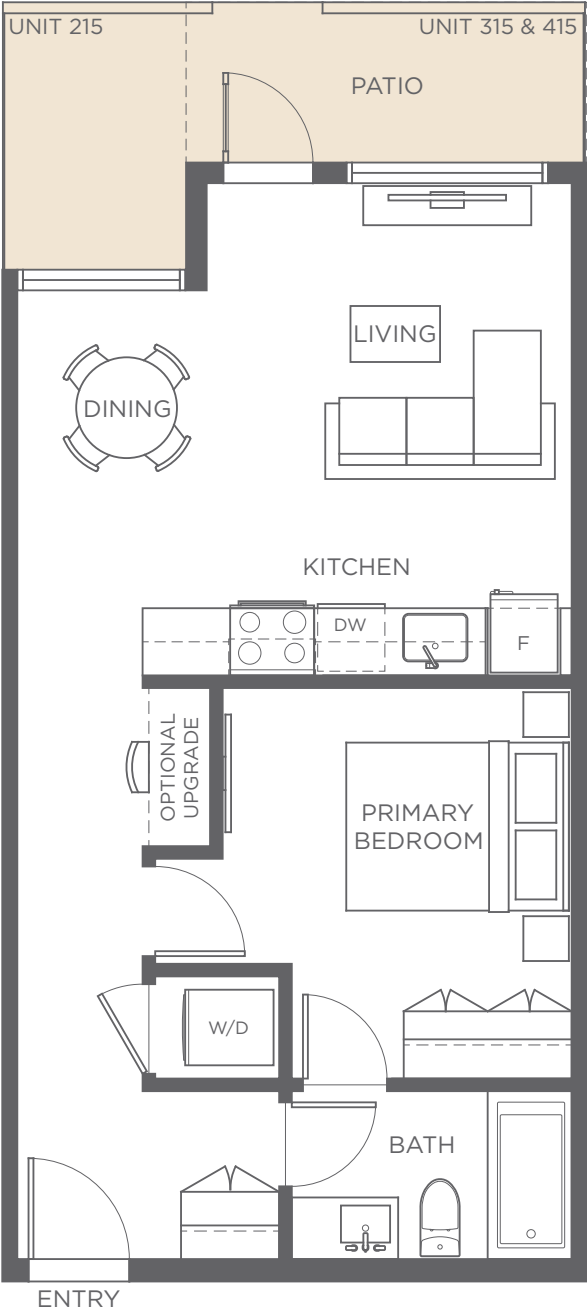 UNIT 215
UNIT 315 & 415
PATIO
LIVING
DINING
KITCHEN
DW
F
OPTIONAL
UPGRADE
PRIMARY
BEDROOM
W/D
BATH
ENTRY